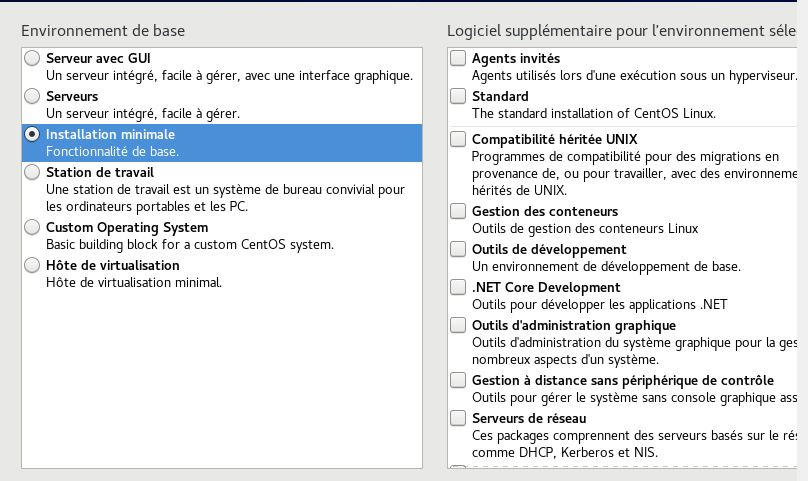 Environnement de base
Serveur avec GUI
Un serveur intégré, facile à gérer, avec une interface graphique.
Serveurs
Un serveur intégré, facile à gérer.
Installation minimale
Fonctionnalité de base.
Station de travail
Une station de travail est un système de bureau convivial pour
les ordinateurs portables et les PC.
Custom Operating System
Basic building block for a custom CentOS system.
Hôte de virtualisation
Hôte de virtualisation minimal.
Logiciel supplémentaire pour l'environnement séle
Agents invités
Agents utilisés lors d'une exécution sous un hyperviseur.
Standard
The standard installation of CentOS Linux.
Compatibilité héritée UNIX
Programmes de compatibilité pour des migrations en
provenance de, ou pour travailler, avec des environneme
hérités de UNIX.
Gestion des conteneurs
Outils de gestion des conteneurs Linux
Outils de développement
Un environnement de développement de base.
.NET Core Development
Outils pour développer les applications .NET
Outils d'administration graphique
Outils d'administration du système graphique pour la ges
nombreux aspects d'un système.
Gestion à distance sans périphérique de contrôle
Outils pour gérer le système sans console graphique ass
Serveurs de réseau
Ces packages comprennent des serveurs basés sur le rés
comme DHCP, Kerberos et NIS.